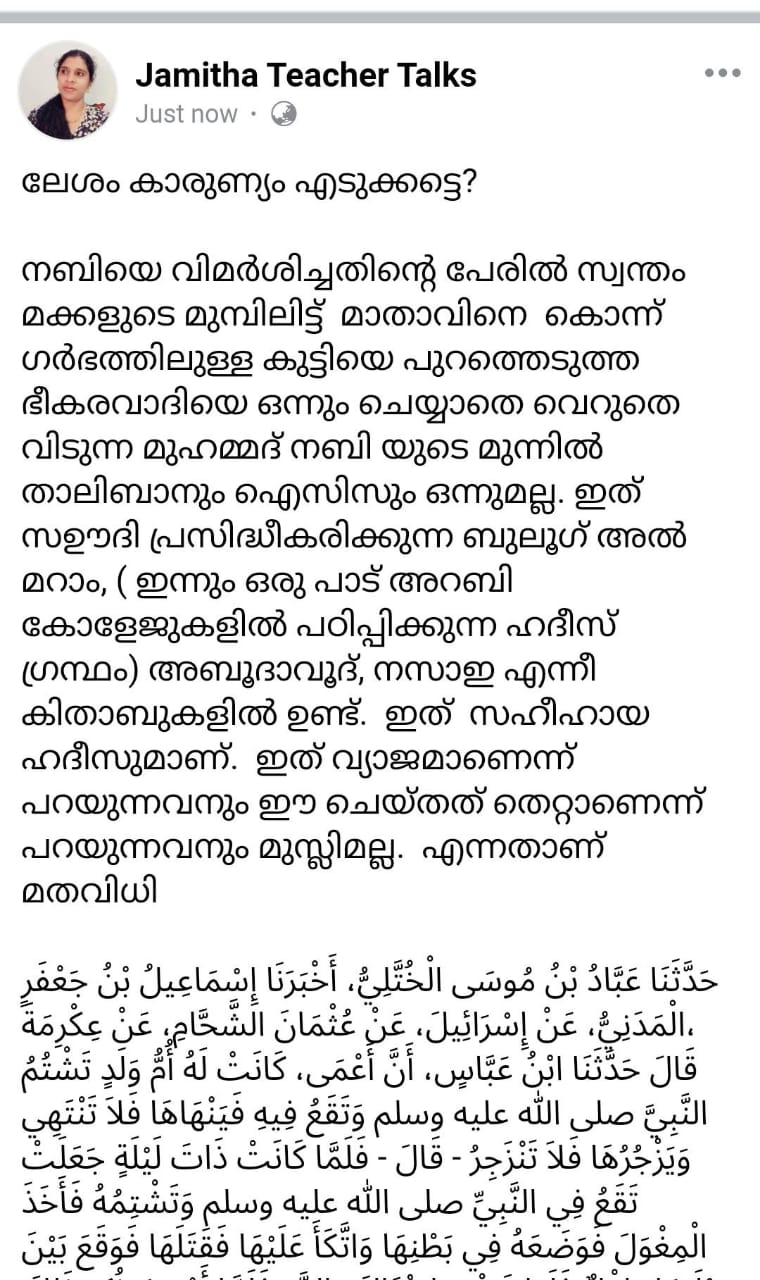 Jamitha Teacher Talks
Just now ·
ലേശം കാരുണ്യം എടുക്കട്ടെ?
നബിയെ വിമർശിച്ചതിന്റെ പേരിൽ സ്വന്തം
മക്കളുടെ മുമ്പിലിട്ട് മാതാവിനെ കൊന്ന്
ഗർഭത്തിലുള്ള കുട്ടിയെ പുറത്തെടുത്ത
ഭീകരവാദിയെ ഒന്നും ചെയ്യാതെ വെറുതെ
വിടുന്ന മുഹമ്മദ് നബി യുടെ മുന്നിൽ
താലിബാനും ഐസിസും ഒന്നുമല്ല. ഇത്
സഊദി പ്രസിദ്ധീകരിക്കുന്ന ബുലൂഗ് അൽ
മറാം, ( ഇന്നും ഒരു പാട് അറബി
കോളേജുകളിൽ പഠിപ്പിക്കുന്ന ഹദീസ്
ഗ്രന്ഥം) അബൂദാവൂദ്, നസാഇ എന്നീ
കിതാബുകളിൽ ഉണ്ട്. ഇത് സഹീഹായ
ഹദീസുമാണ്. ഇത് വ്യാജമാണെന്ന്
പറയുന്നവനും ഈ ചെയ്തത് തെറ്റാണെന്ന്
പറയുന്നവനും മുസ്ലിമല്ല. എന്നതാണ്
മതവിധി
حَدَّثَنَا عَبَّادُ بْنُ مُوسَى الْخُتَّلِيُّ، أَخْبَرَنَا إِسْمَاعِيلُ بْنُ جَعْفَرٍ
الْمَدَنِيُّ، عَنْ إِسْرَائِيلَ، عَنْ عُثْمَانَ الشَّحَّامِ، عَنْ عِكْرِمَةَ،
قَالَ حَدَّثَنَا ابْنُ عَبَّاسٍ، أَنَّ أَعْمَى، كَانَتْ لَهُ أُمُّ وَلَدٍ تَشْتُمُ
النَّبِيَّ صلى الله عليه وسلم وَتَقَعُ فِيهِ فَيَنْهَاهَا فَلاَ تَنْتَهِي
وَيَزْجُرُهَا فَلاَ تَنْزَجِرُ - قَالَ - فَلَمَّا كَانَتْ ذَاتَ لَيْلَةٍ جَعَلَتْ
تَقَعُ فِي النَّبِيِّ صلى الله عليه وسلم وَتَشْتِمُهُ فَأَخَذَ
الْمِغْوَلَ فَوَضَعَهُ فِي بَطْنِهَا وَاتَّكَأَ عَلَيْهَا فَقَتَلَهَا فَوَقَعَ بَيْنَ